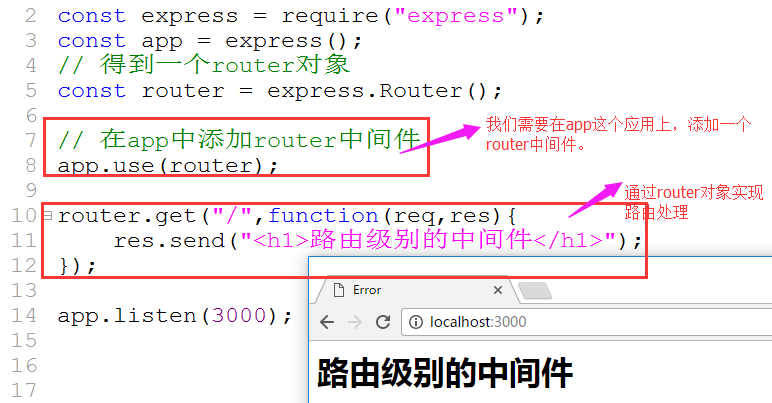 2 const express = require("express");
3 const app = express();
4 // 得到一个router对象
5 const router = express.Router();
6
7 // 在app中添加router中间件
8 app.use(router);
我们需要在app这个应用上，添加一个
router中间件。
9
通过router对象实现
路由处理
10 router.get("/",function(req,res){
11 res.send("<h1>路由级别的中间件</h1>");
12 });
13
14 app.listen(3000);
15
16
17
Error
localhost:3000
路由级别的中间件